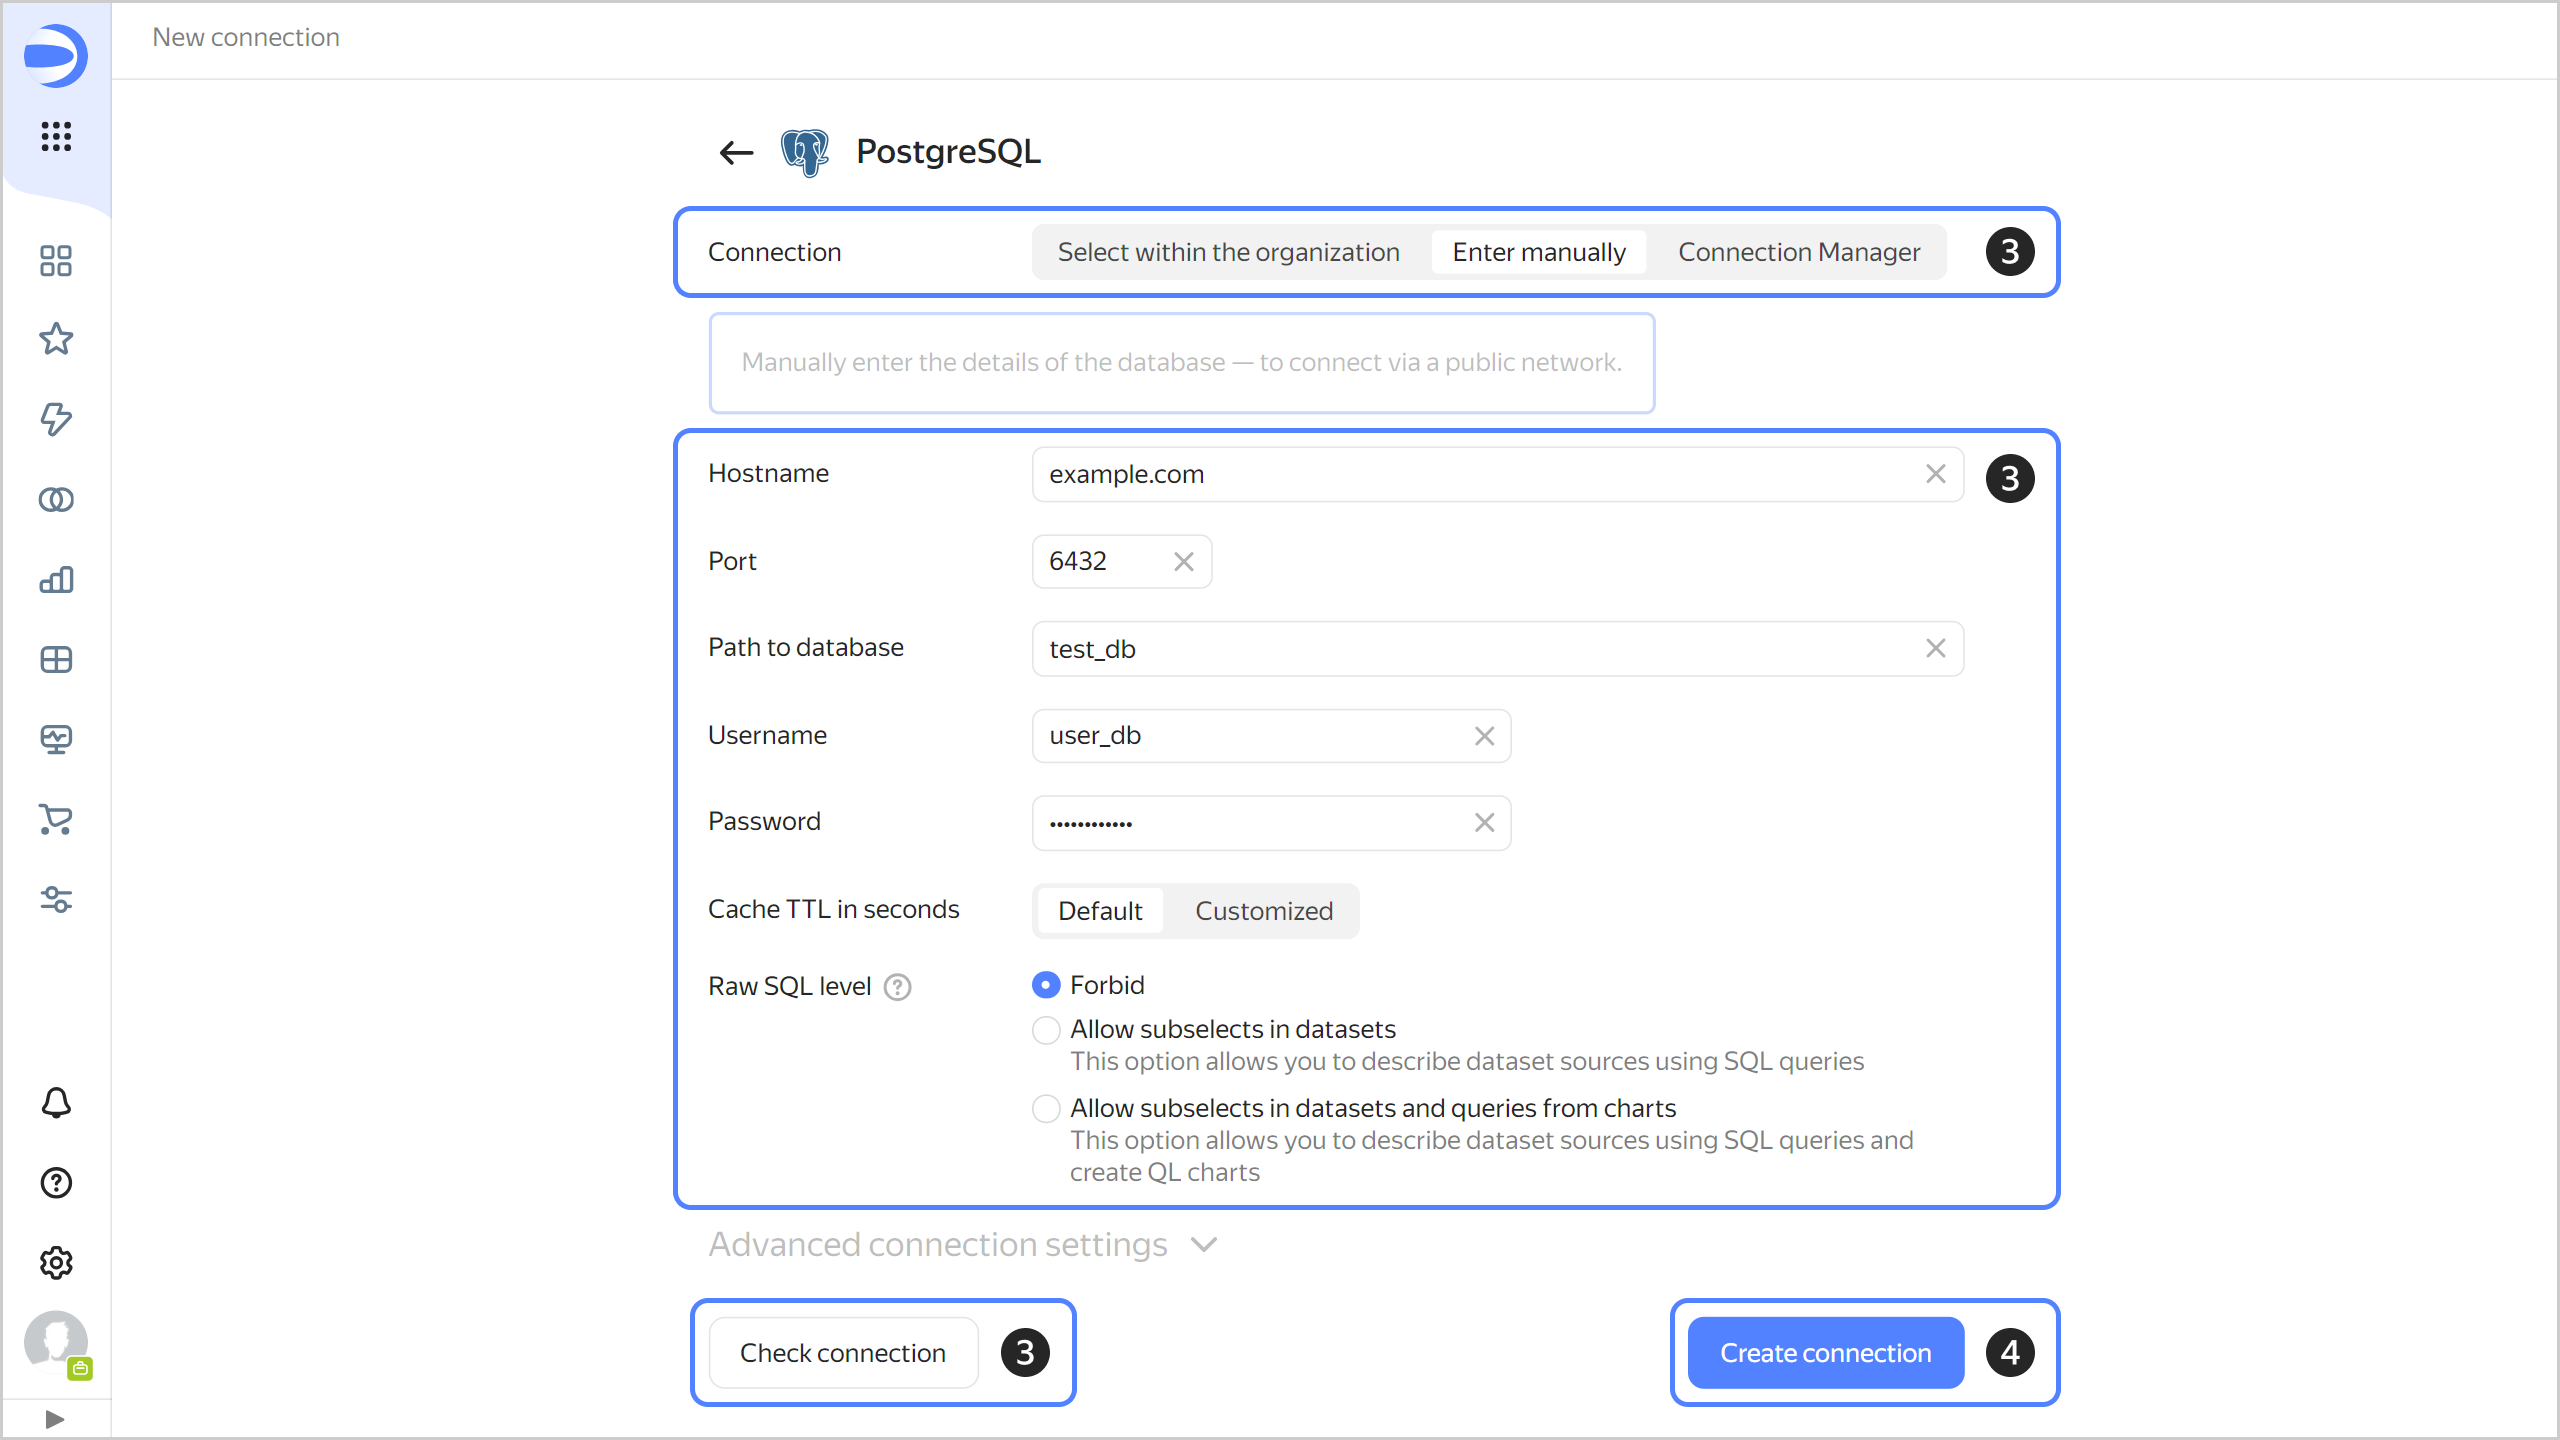 New connection
PostgreSQL
Connection Select within the organization Enter manually Connection Manager 3
Manually enter the details of the database — to connect via a public network.
Hostname example.com 3
Port 6432
Path to database test_db
Username user_db
Password ••••••••••••
Cache TTL in seconds Default Customized
Raw SQL level ? Forbid
Allow subselects in datasets
This option allows you to describe dataset sources using SQL queries
Allow subselects in datasets and queries from charts
This option allows you to describe dataset sources using SQL queries and
create QL charts
Advanced connection settings
Check connection 3 Create connection 4